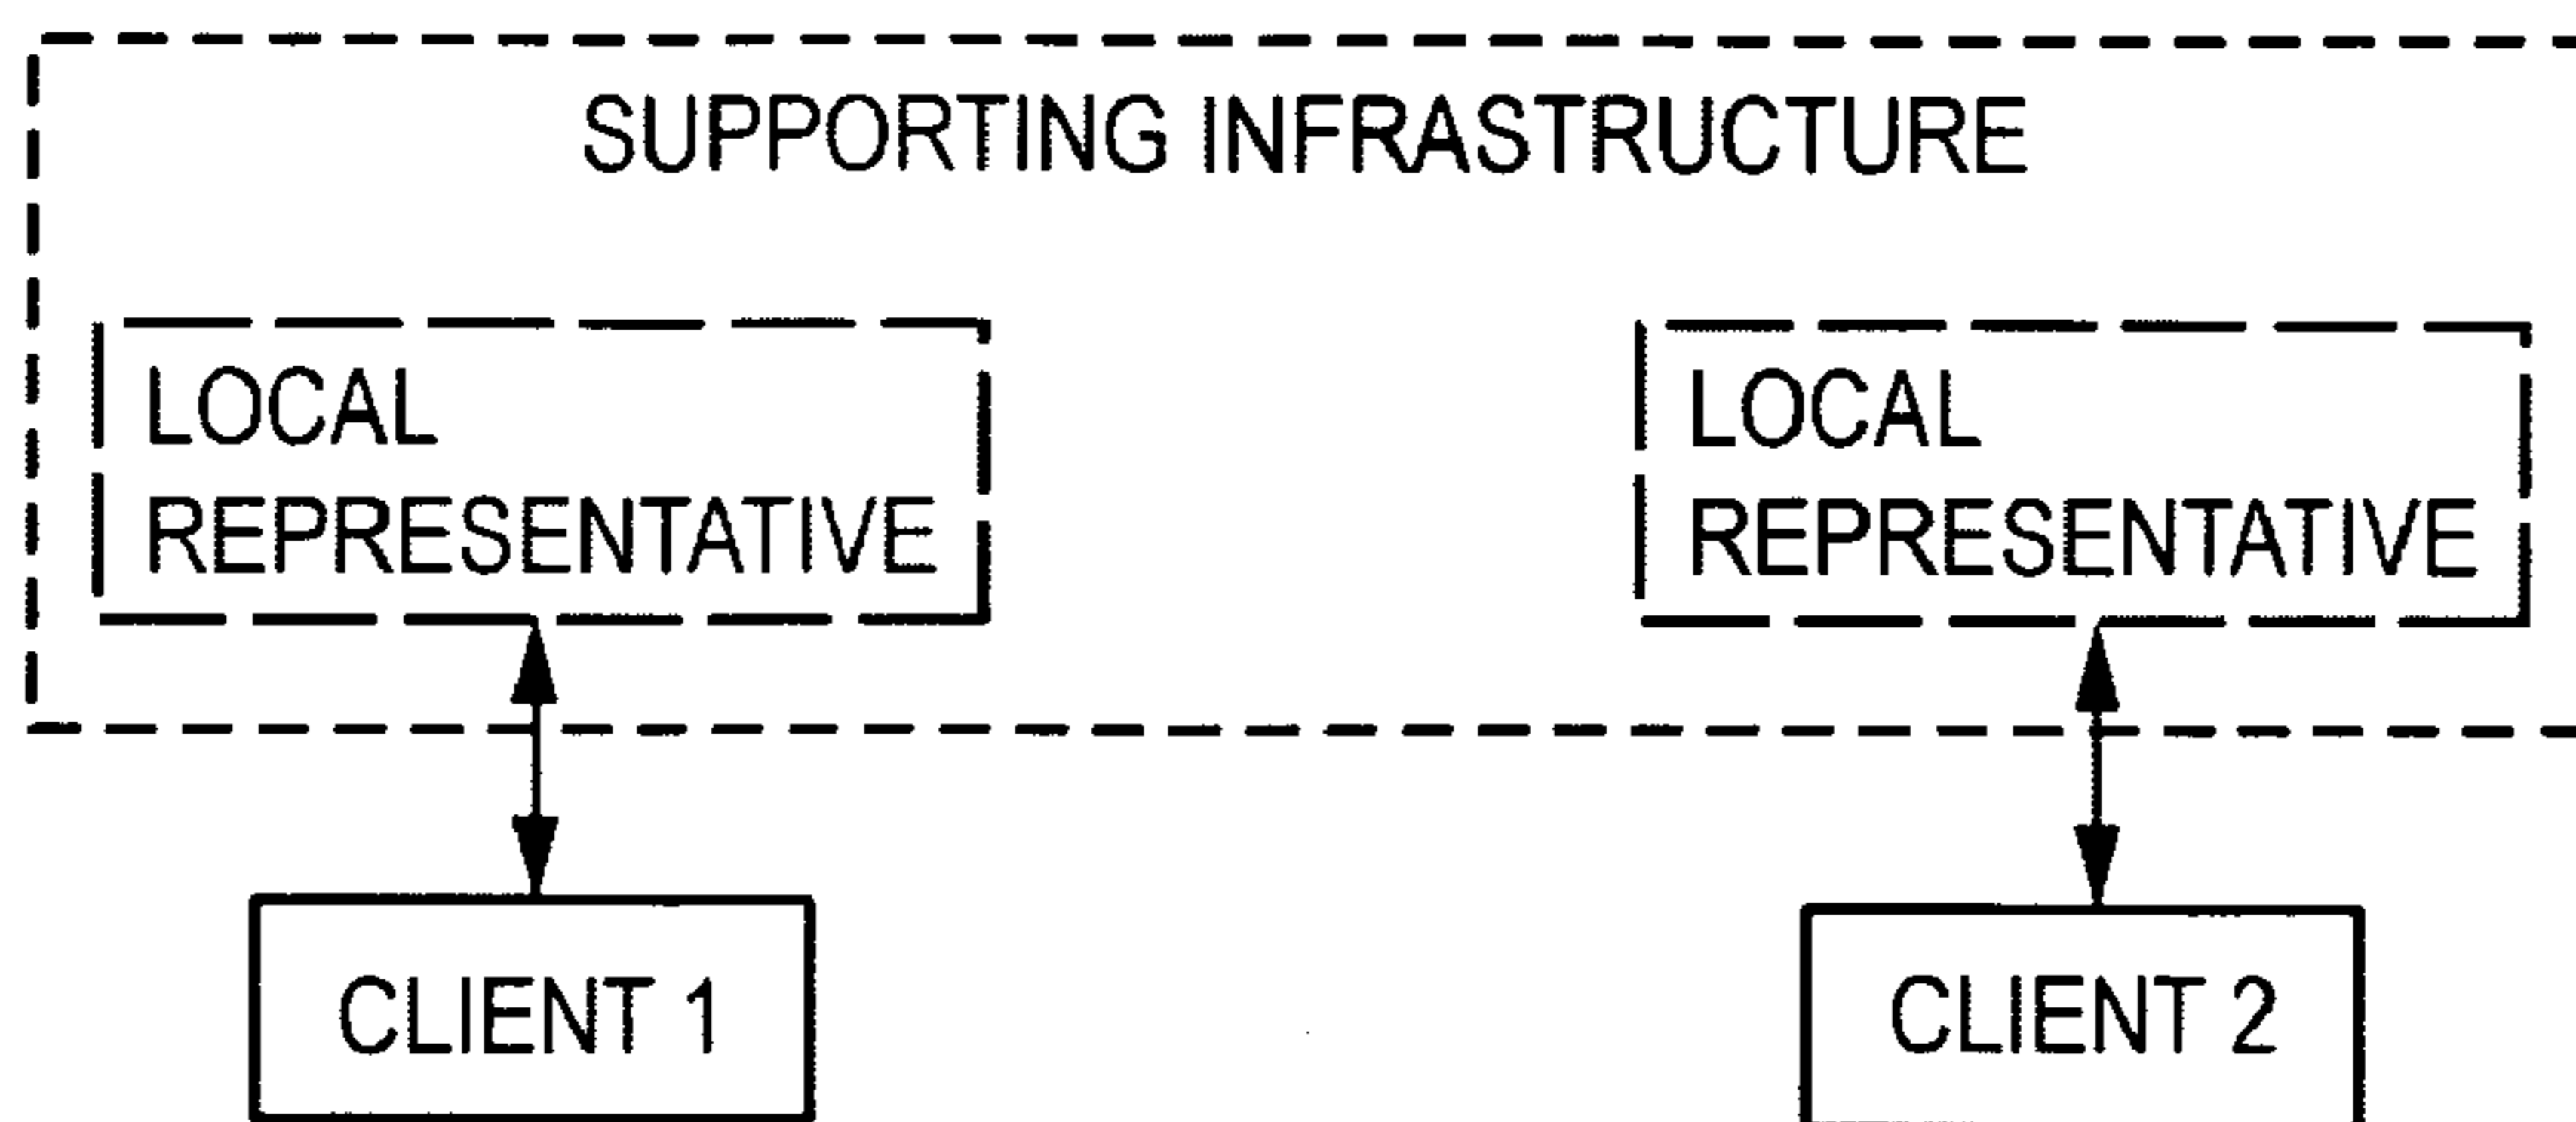 SUPPORTING INFRASTRUCTURE
LOCAL
REPRESENTATIVE
LOCAL
REPRESENTATIVE
CLIENT 1
CLIENT 2